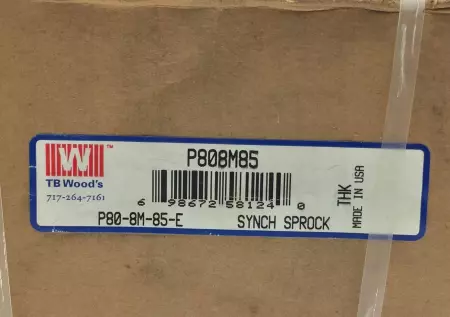 P808M85
W
TM
TB Wood's
717-264-7161
6 98672 58124 0
P80-8M-85-E
SYNCH SPROCK
THK
MADE IN USA